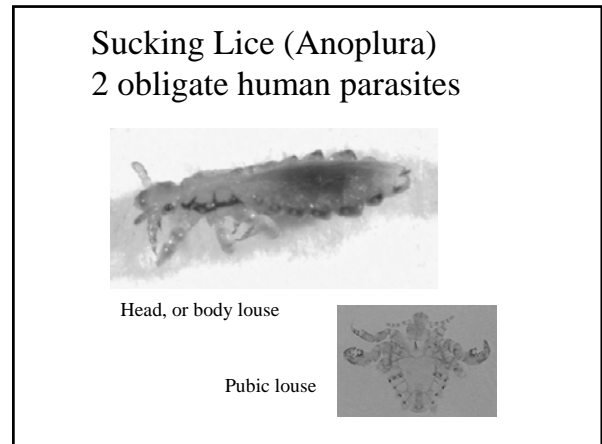 Sucking Lice (Anoplura)
2 obligate human parasites
Head, or body louse
Pubic louse